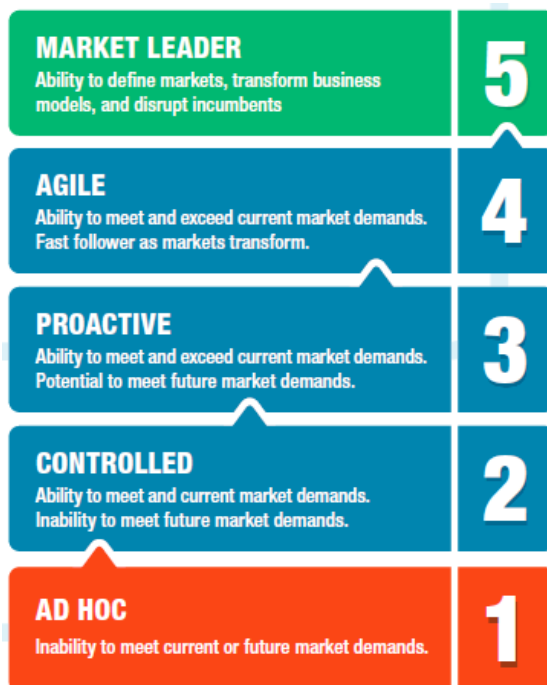 MARKET LEADER
Ability to define markets, transform business
models, and disrupt incumbents
5
AGILE
Ability to meet and exceed current market demands.
Fast follower as markets transform.
4
PROACTIVE
Ability to meet and exceed current market demands.
Potential to meet future market demands.
3
CONTROLLED
Ability to meet and current market demands.
Inability to meet future market demands.
2
AD HOC
Inability to meet current or future market demands.
1